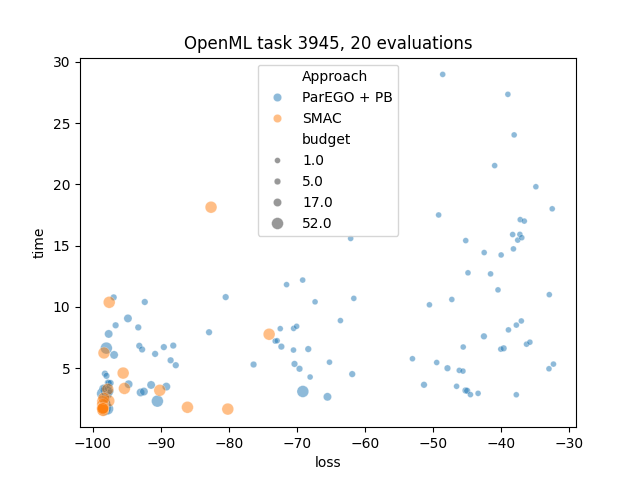 OpenML task 3945, 20 evaluations
30
25
20
15
10
5
time
Approach
ParEGO + PB
SMAC
budget
1.0
5.0
17.0
52.0
−100
−90
−80
−70
−60
−50
−40
−30
loss